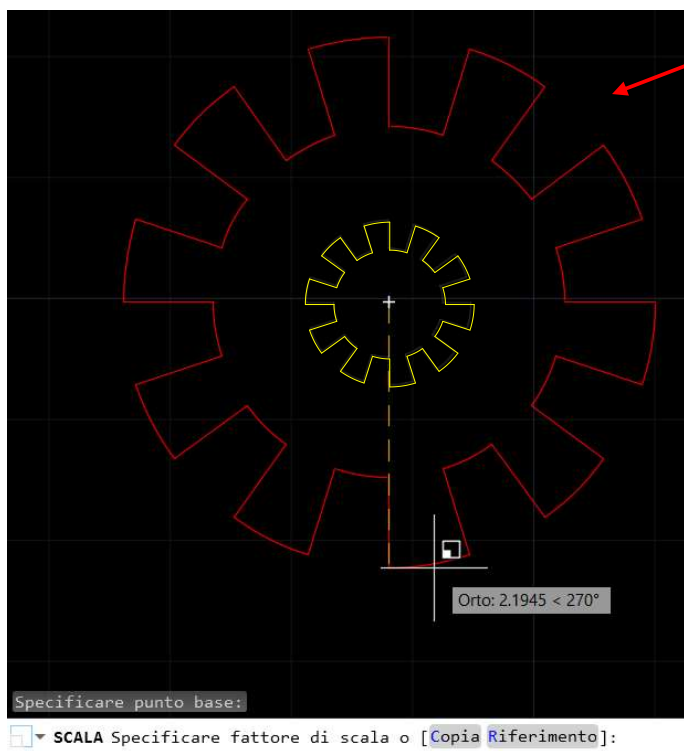 Orto: 2.1945 < 270°
Specificare punto base:
SCALA Specificare fattore di scala o [Copia Riferimento]: